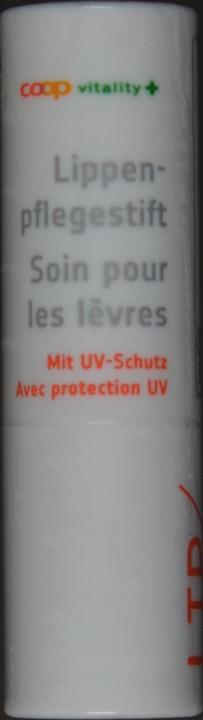 coop vitality+
Lippen-
pflegestift
Soin pour
les lèvres
Mit UV-Schutz
Avec protection UV